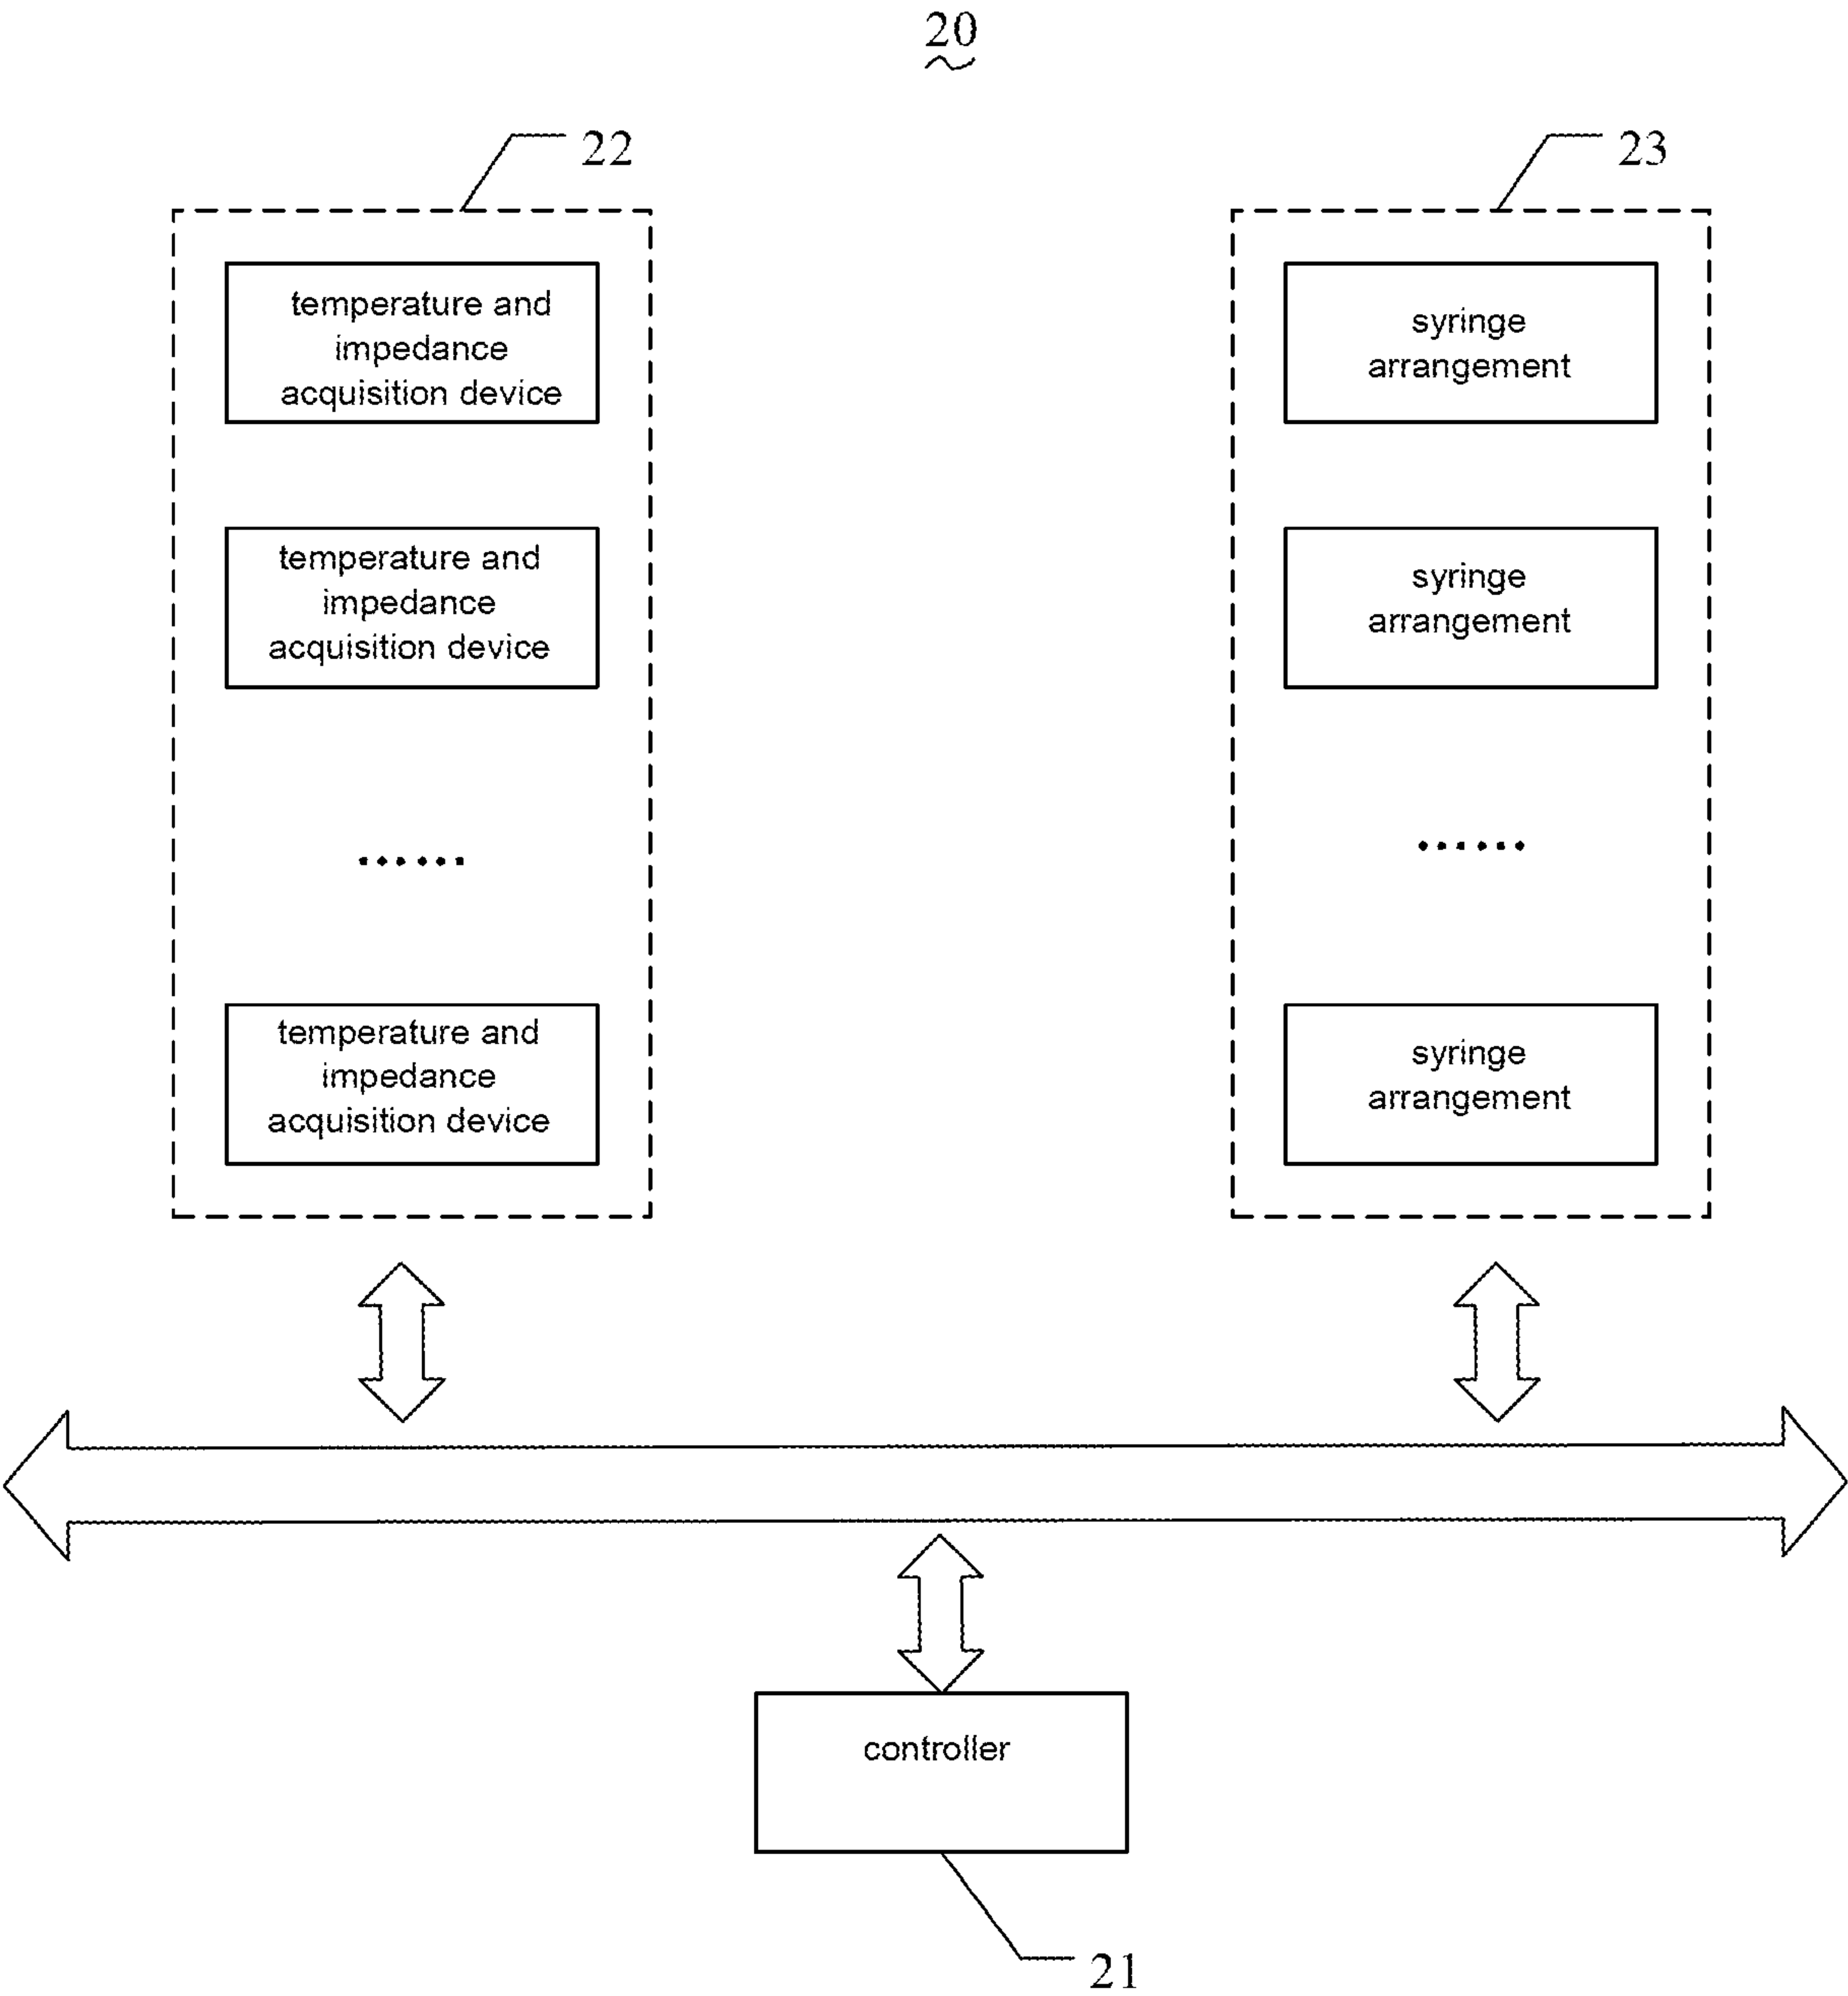 20
22
23
temperature and
impedance
acquisition device
syringe
arrangement
temperature and
impedance
acquisition device
syringe
arrangement
......
......
temperature and
impedance
acquisition device
syringe
arrangement
controller
21